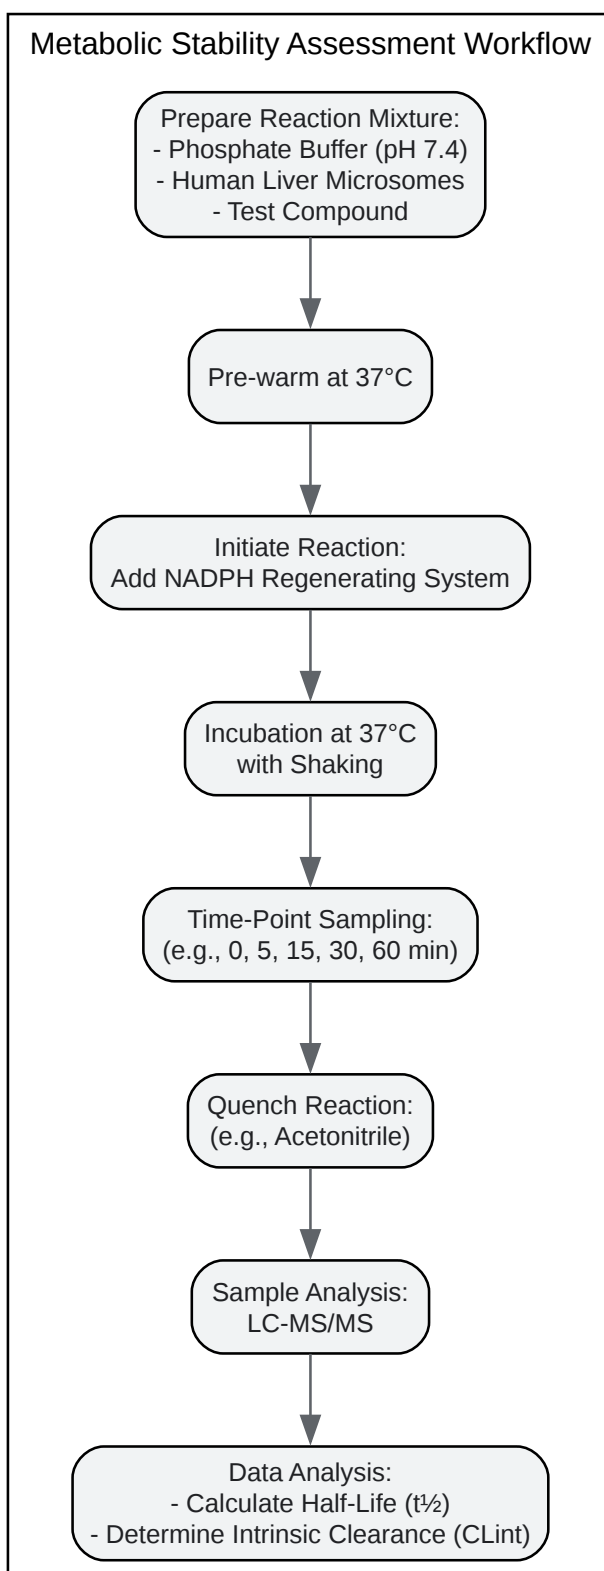 Metabolic Stability Assessment Workflow
Prepare Reaction Mixture:
- Phosphate Buffer (pH 7.4)
- Human Liver Microsomes
- Test Compound
Pre-warm at 37°C
Initiate Reaction:
Add NADPH Regenerating System
Incubation at 37°C
with Shaking
Time-Point Sampling:
(e.g., 0, 5, 15, 30, 60 min)
Quench Reaction:
(e.g., Acetonitrile)
Sample Analysis:
LC-MS/MS
Data Analysis:
- Calculate Half-Life (t½)
- Determine Intrinsic Clearance (CLint)